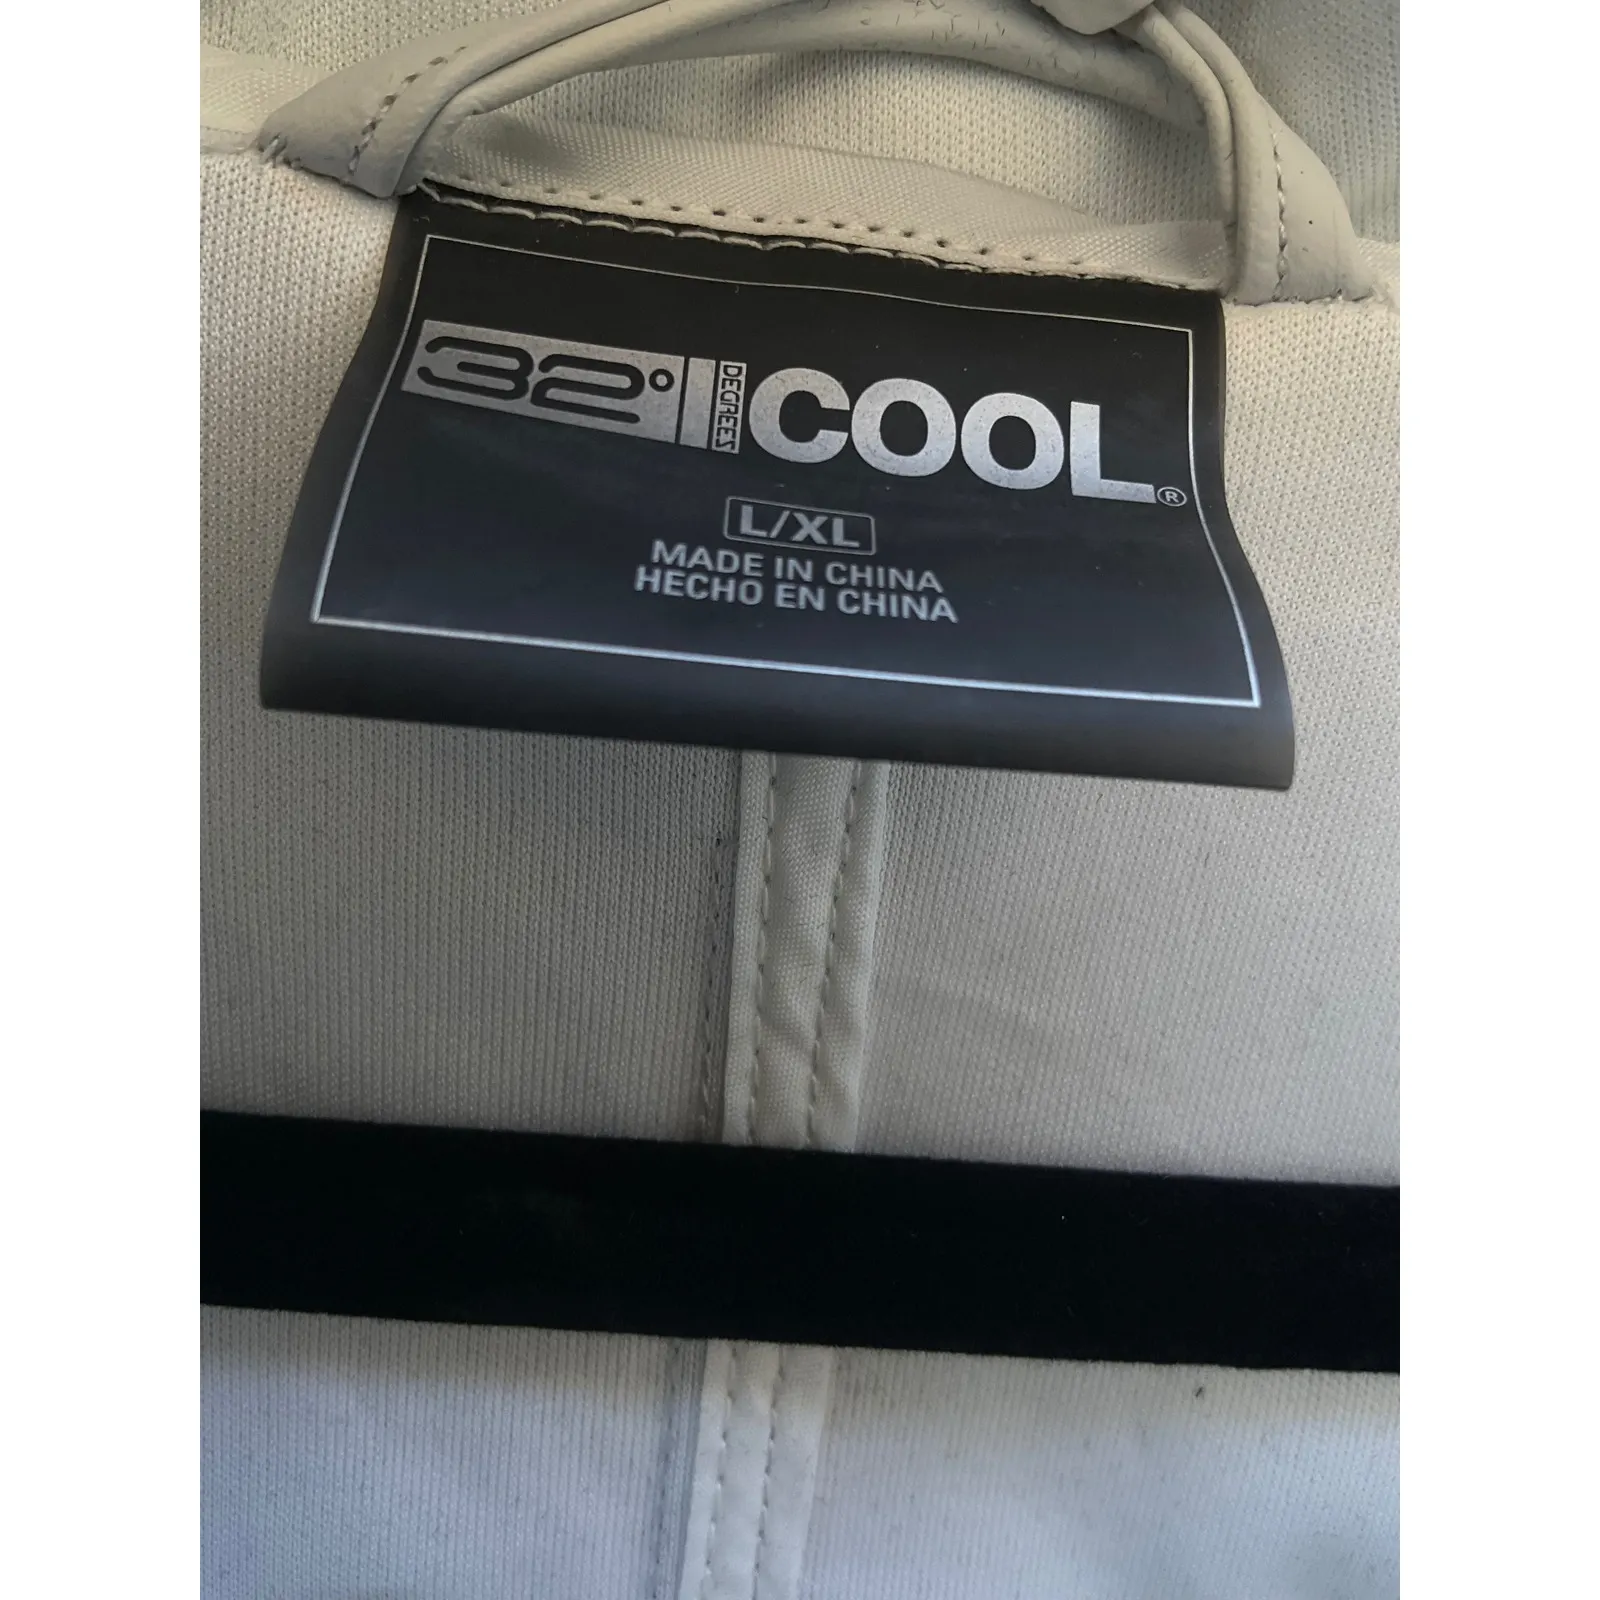 32° DEGREES COOL®
L/XL
MADE IN CHINA
HECHO EN CHINA